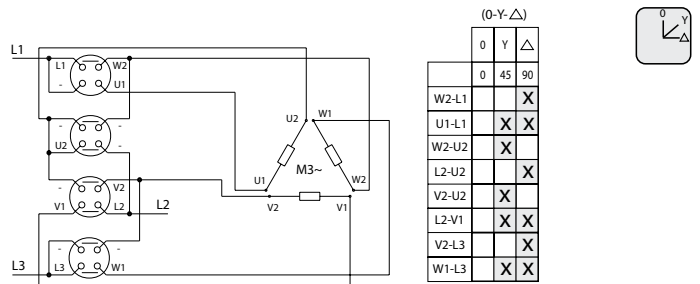 (0-Y-△)
0 Y △
0 45 90
W2-L1 X
U1-L1 X X
W2-U2 X
L2-U2 X
V2-U2 X
L2-V1 X X
V2-L3 X
W1-L3 X X
0
Y
△
L1
L1 W2
- U1
- -
U2 -
- V2
V1 L2
L2
- -
L3
L3 W1
U2 W1
M3~
U1 W2
V2 V1